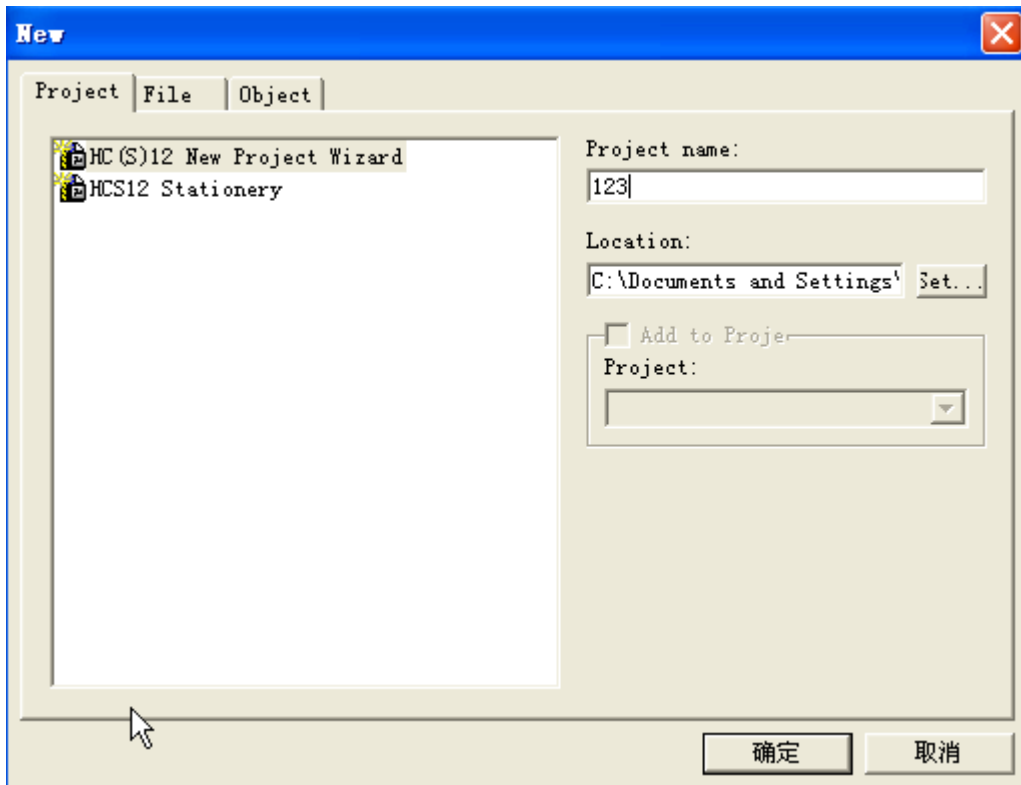 New
Project File Object
HC(S)12 New Project Wizard
HCS12 Stationery
Project name:
123
Location:
C:\Documents and Settings\
Set...
Add to Proje
Project:
确定 取消